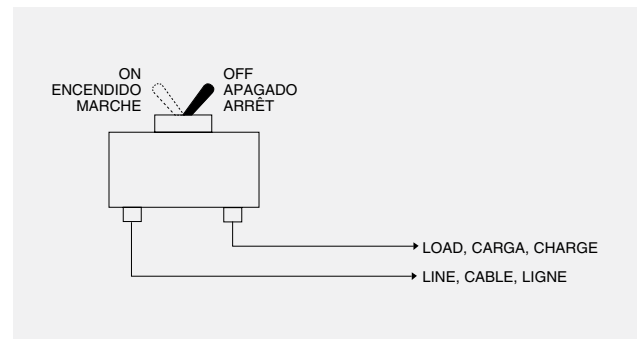 ON
ENCENDIDO
MARCHE
OFF
APAGADO
ARRÊT
LOAD, CARGA, CHARGE
LINE, CABLE, LIGNE